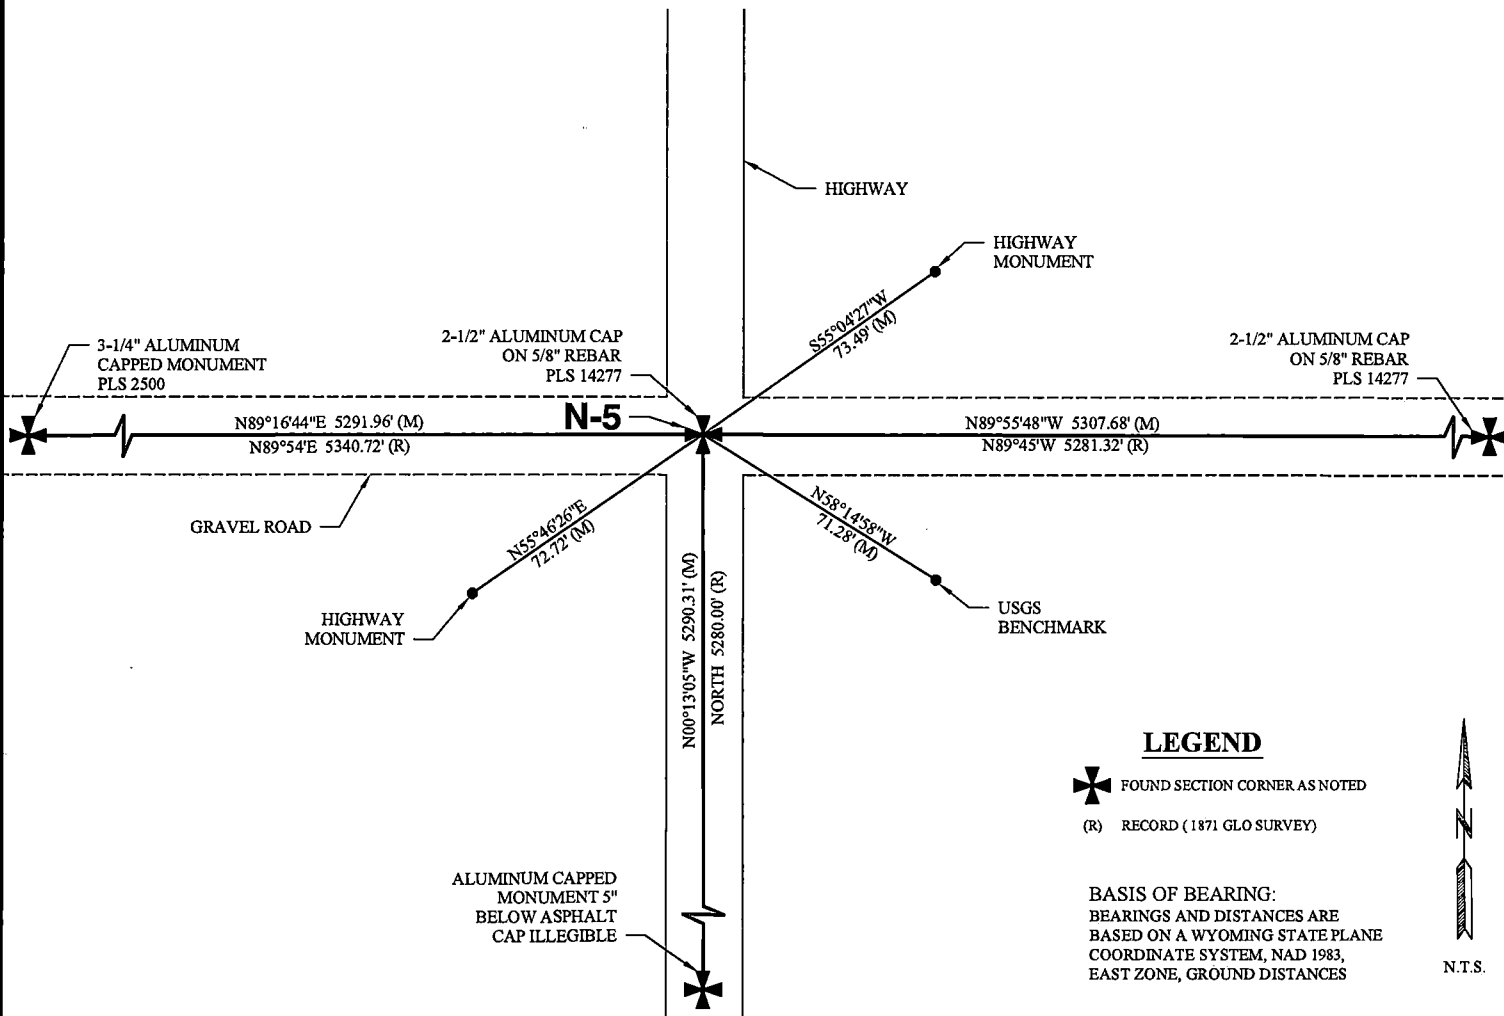 HIGHWAY
HIGHWAY
MONUMENT
S55°04'27"W
73.49' (M)
3-1/4" ALUMINUM
CAPPED MONUMENT
PLS 2500
2-1/2" ALUMINUM CAP
ON 5/8" REBAR
PLS 14277
2-1/2" ALUMINUM CAP
ON 5/8" REBAR
PLS 14277
N89°16'44"E 5291.96' (M)
N89°54'E 5340.72' (R)
N-5
N89°55'48"W 5307.68' (M)
N89°45'W 5281.32' (R)
GRAVEL ROAD
N55°46'26"E
72.72' (M)
N58°14'58"W
71.28' (M)
HIGHWAY
MONUMENT
USGS
BENCHMARK
N00°13'05"W 5290.31' (M)
NORTH 5280.00' (R)
LEGEND
FOUND SECTION CORNER AS NOTED
(R) RECORD ( 1871 GLO SURVEY)
ALUMINUM CAPPED
MONUMENT 5"
BELOW ASPHALT
CAP ILLEGIBLE
BASIS OF BEARING:
BEARINGS AND DISTANCES ARE
BASED ON A WYOMING STATE PLANE
COORDINATE SYSTEM, NAD 1983,
EAST ZONE, GROUND DISTANCES
N
N.T.S.